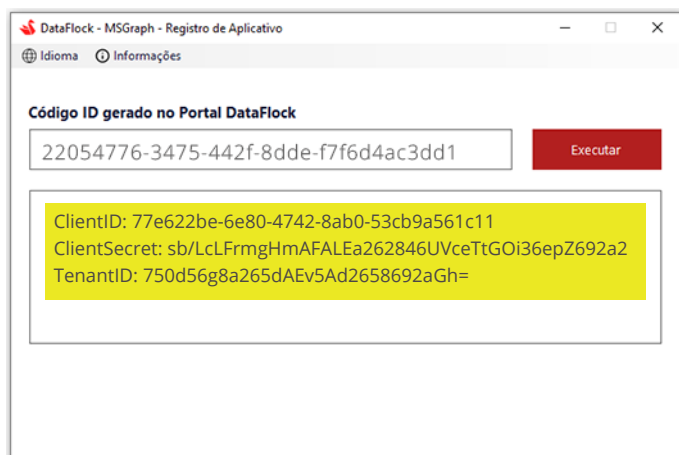 DataFlock - MSGraph - Registro de Aplicativo
Idioma Informações
Código ID gerado no Portal DataFlock
22054776-3475-442f-8dde-f7f6d4ac3dd1 Executar
ClientID: 77e622be-6e80-4742-8ab0-53cb9a561c11
ClientSecret: sb/LcLFrmgHmAFALEa262846UVceTtGOi36epZ692a2
TenantID: 750d56g8a265dAEv5Ad2658692aGh=